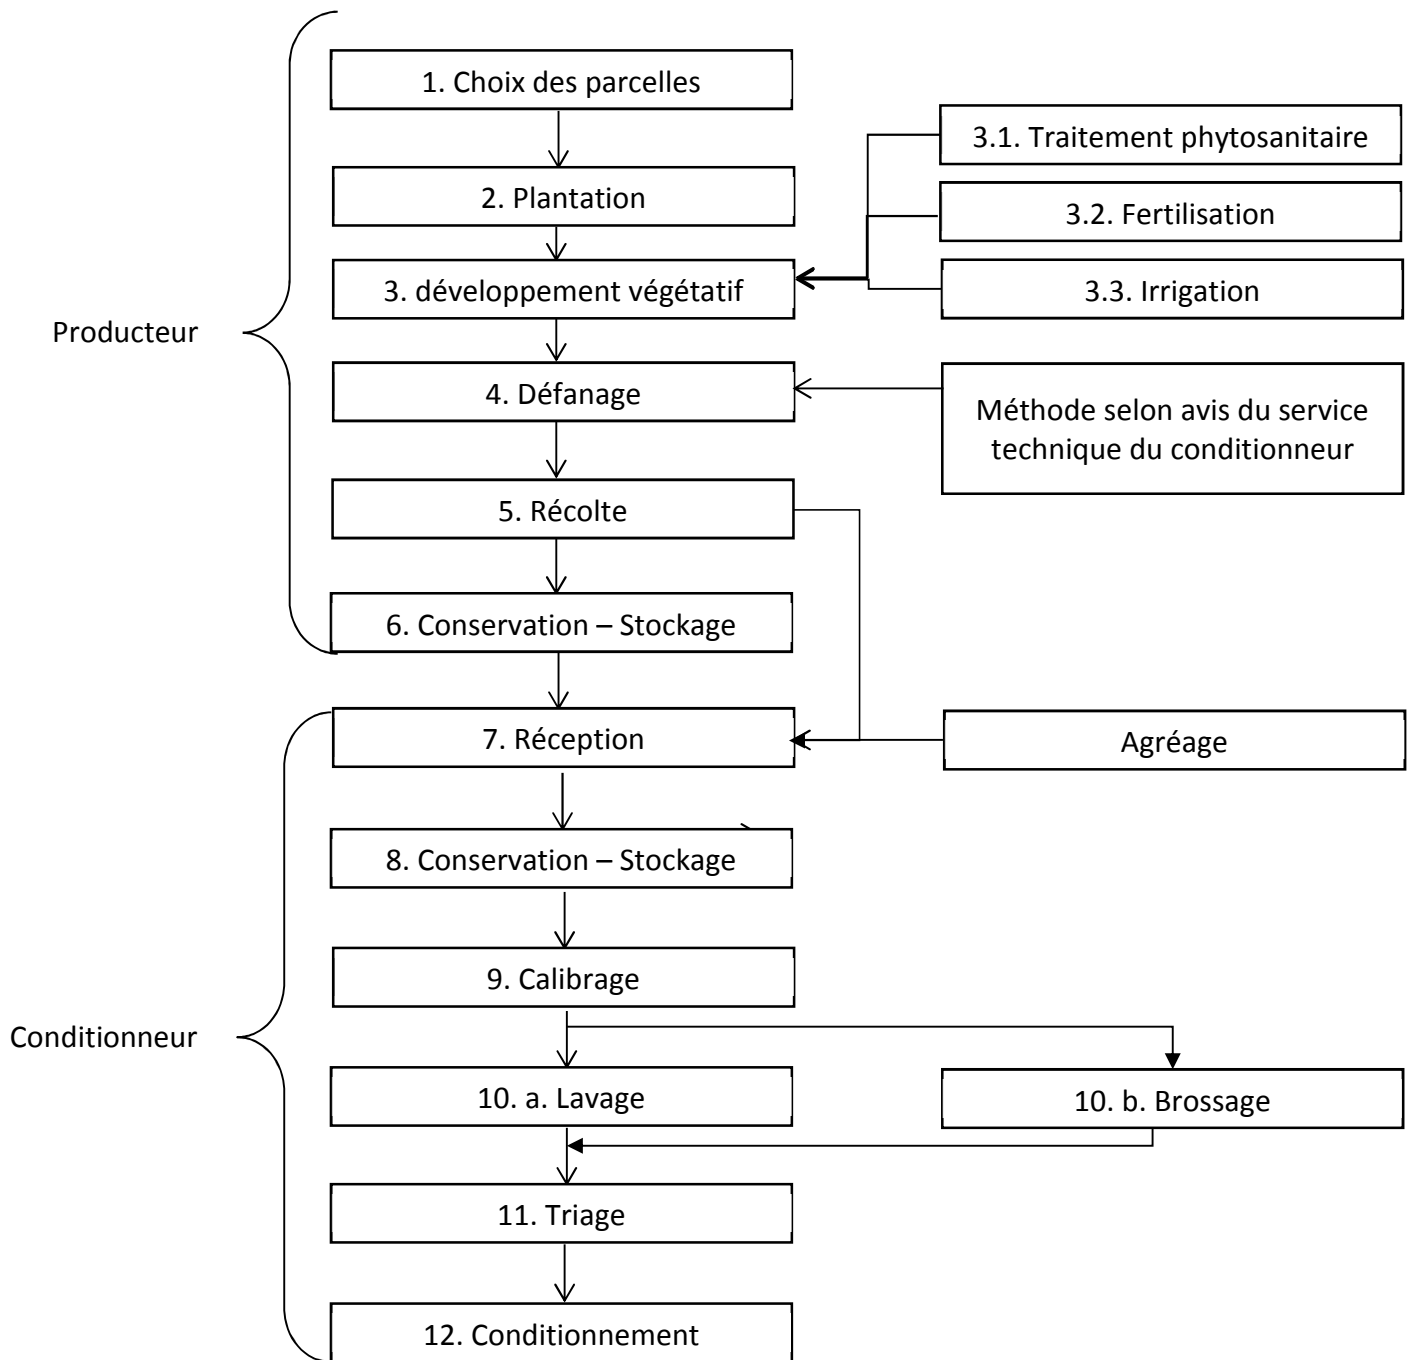 1. Choix des parcelles
3.1. Traitement phytosanitaire
2. Plantation
3.2. Fertilisation
3. développement végétatif
3.3. Irrigation
Producteur
4. Défanage
Méthode selon avis du service
technique du conditionneur
5. Récolte
6. Conservation – Stockage
7. Réception
Agréage
8. Conservation – Stockage
9. Calibrage
Conditionneur
10. a. Lavage
10. b. Brossage
11. Triage
12. Conditionnement